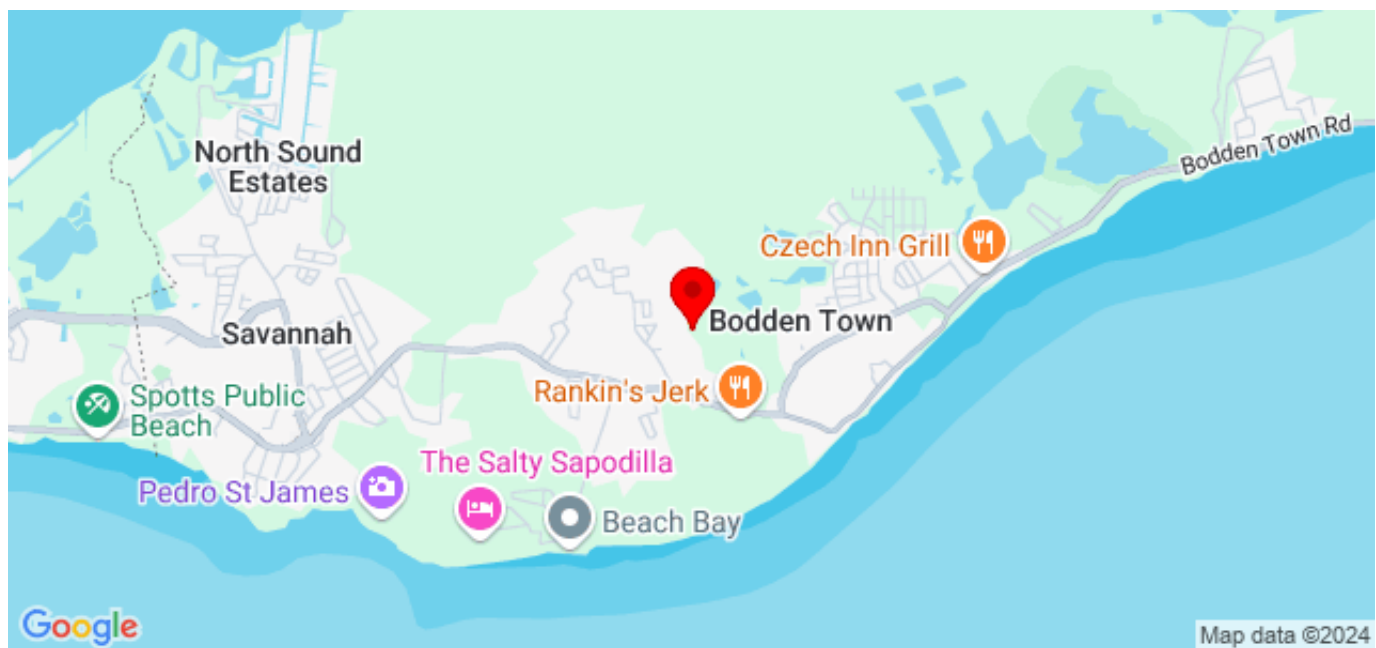 North Sound
Estates
Bodden Town Rd
Czech Inn Grill
Bodden Town
Savannah
Rankin's Jerk
Spotts Public
Beach
The Salty Sapodilla
Pedro St James
Beach Bay
Google
Map data ©2024